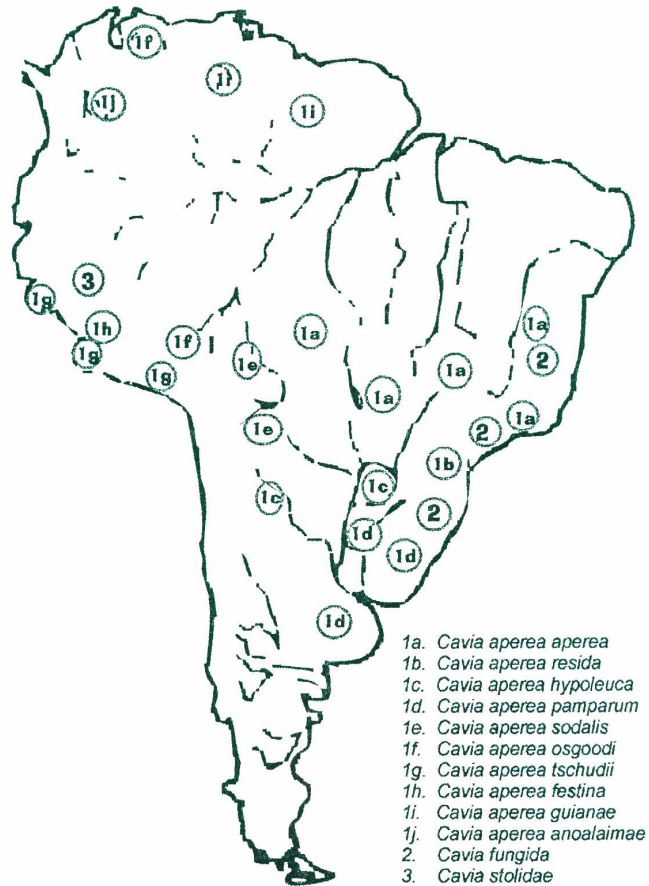 1f
1i
1j
1i
3
1g
1h
1g
1f
1g
1e
1a
1e
1c
1a
1a
1a
2
1a
2
1b
1c
2
1d
1d
1d
1a. Cavia aperea aperea
1b. Cavia aperea resida
1c. Cavia aperea hypoleuca
1d. Cavia aperea pamparum
1e. Cavia aperea sodalis
1f. Cavia aperea osgoodi
1g. Cavia aperea tschudii
1h. Cavia aperea festina
1i. Cavia aperea guianae
1j. Cavia aperea anoalaimae
2. Cavia fungida
3. Cavia stolidae